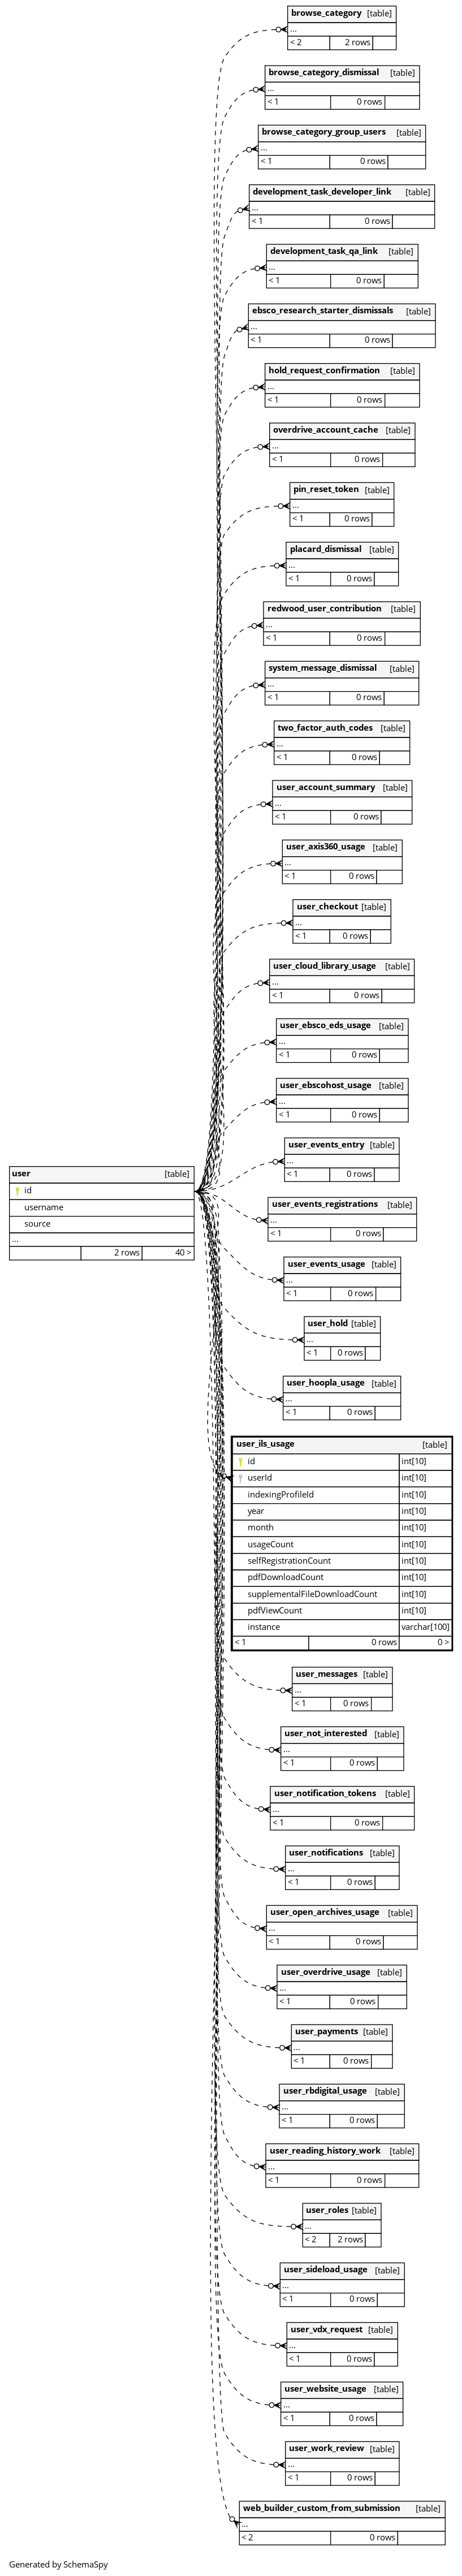 browse_category [table]
...
< 2 2 rows
browse_category_dismissal [table]
...
< 1 0 rows
browse_category_group_users [table]
...
< 1 0 rows
development_task_developer_link [table]
...
< 1 0 rows
development_task_qa_link [table]
...
< 1 0 rows
ebsco_research_starter_dismissals [table]
...
< 1 0 rows
hold_request_confirmation [table]
...
< 1 0 rows
overdrive_account_cache [table]
...
< 1 0 rows
pin_reset_token [table]
...
< 1 0 rows
placard_dismissal [table]
...
< 1 0 rows
redwood_user_contribution [table]
...
< 1 0 rows
system_message_dismissal [table]
...
< 1 0 rows
two_factor_auth_codes [table]
...
< 1 0 rows
user_account_summary [table]
...
< 1 0 rows
user_axis360_usage [table]
...
< 1 0 rows
user_checkout [table]
...
< 1 0 rows
user_cloud_library_usage [table]
...
< 1 0 rows
user_ebsco_eds_usage [table]
...
< 1 0 rows
user_ebscohost_usage [table]
...
< 1 0 rows
user_events_entry [table]
...
< 1 0 rows
user [table]
id
username
source
...
2 rows 40 >
user_events_registrations [table]
...
< 1 0 rows
user_events_usage [table]
...
< 1 0 rows
user_hold [table]
...
< 1 0 rows
user_hoopla_usage [table]
...
< 1 0 rows
user_ils_usage [table]
id int[10]
userId int[10]
indexingProfileId int[10]
year int[10]
month int[10]
usageCount int[10]
selfRegistrationCount int[10]
pdfDownloadCount int[10]
supplementalFileDownloadCount int[10]
pdfViewCount int[10]
instance varchar[100]
< 1 0 rows 0 >
user_messages [table]
...
< 1 0 rows
user_not_interested [table]
...
< 1 0 rows
user_notification_tokens [table]
...
< 1 0 rows
user_notifications [table]
...
< 1 0 rows
user_open_archives_usage [table]
...
< 1 0 rows
user_overdrive_usage [table]
...
< 1 0 rows
user_payments [table]
...
< 1 0 rows
user_rbdigital_usage [table]
...
< 1 0 rows
user_reading_history_work [table]
...
< 1 0 rows
user_roles [table]
...
< 2 2 rows
user_sideload_usage [table]
...
< 1 0 rows
user_vdx_request [table]
...
< 1 0 rows
user_website_usage [table]
...
< 1 0 rows
user_work_review [table]
...
< 1 0 rows
web_builder_custom_from_submission [table]
...
< 2 0 rows
Generated by SchemaSpy